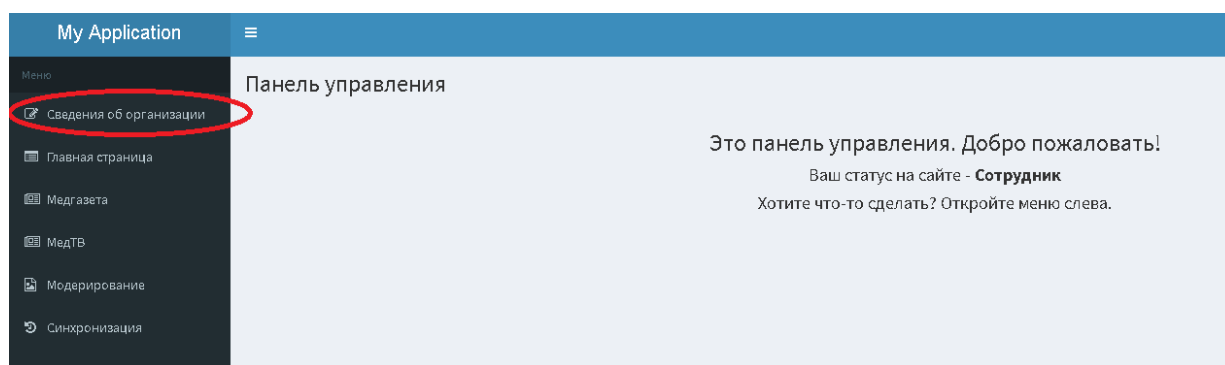 My Application
Меню
Сведения об организации
Главная страница
Медгазета
МедТВ
Модерирование
Синхронизация
Панель управления
Это панель управления. Добро пожаловать!
Ваш статус на сайте - Сотрудник
Хотите что-то сделать? Откройте меню слева.